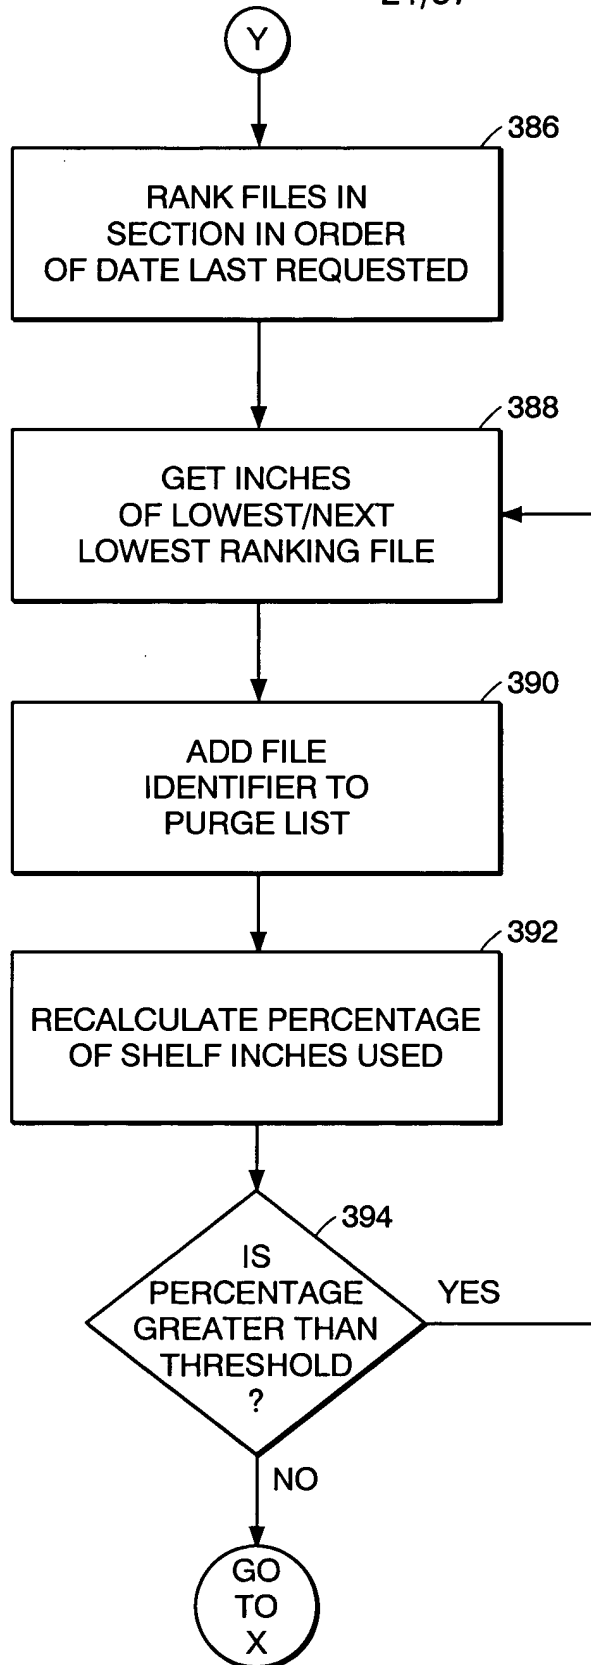 Y
386
RANK FILES IN
SECTION IN ORDER
OF DATE LAST REQUESTED
388
GET INCHES
OF LOWEST/NEXT
LOWEST RANKING FILE
390
ADD FILE
IDENTIFIER TO
PURGE LIST
392
RECALCULATE PERCENTAGE
OF SHELF INCHES USED
394
IS
PERCENTAGE
GREATER THAN
THRESHOLD
?
YES
NO
GO
TO
X